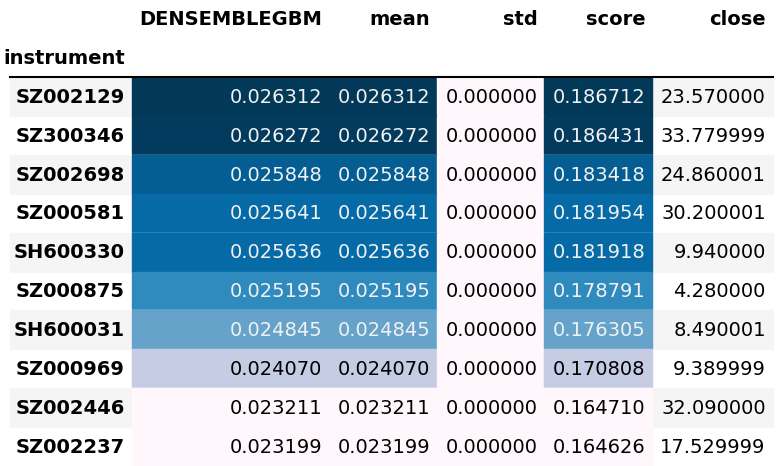 DENSEMBLEGBM mean std score close
instrument
SZ002129 0.026312 0.026312 0.000000 0.186712 23.570000
SZ300346 0.026272 0.026272 0.000000 0.186431 33.779999
SZ002698 0.025848 0.025848 0.000000 0.183418 24.860001
SZ000581 0.025641 0.025641 0.000000 0.181954 30.200001
SH600330 0.025636 0.025636 0.000000 0.181918 9.940000
SZ000875 0.025195 0.025195 0.000000 0.178791 4.280000
SH600031 0.024845 0.024845 0.000000 0.176305 8.490001
SZ000969 0.024070 0.024070 0.000000 0.170808 9.389999
SZ002446 0.023211 0.023211 0.000000 0.164710 32.090000
SZ002237 0.023199 0.023199 0.000000 0.164626 17.529999